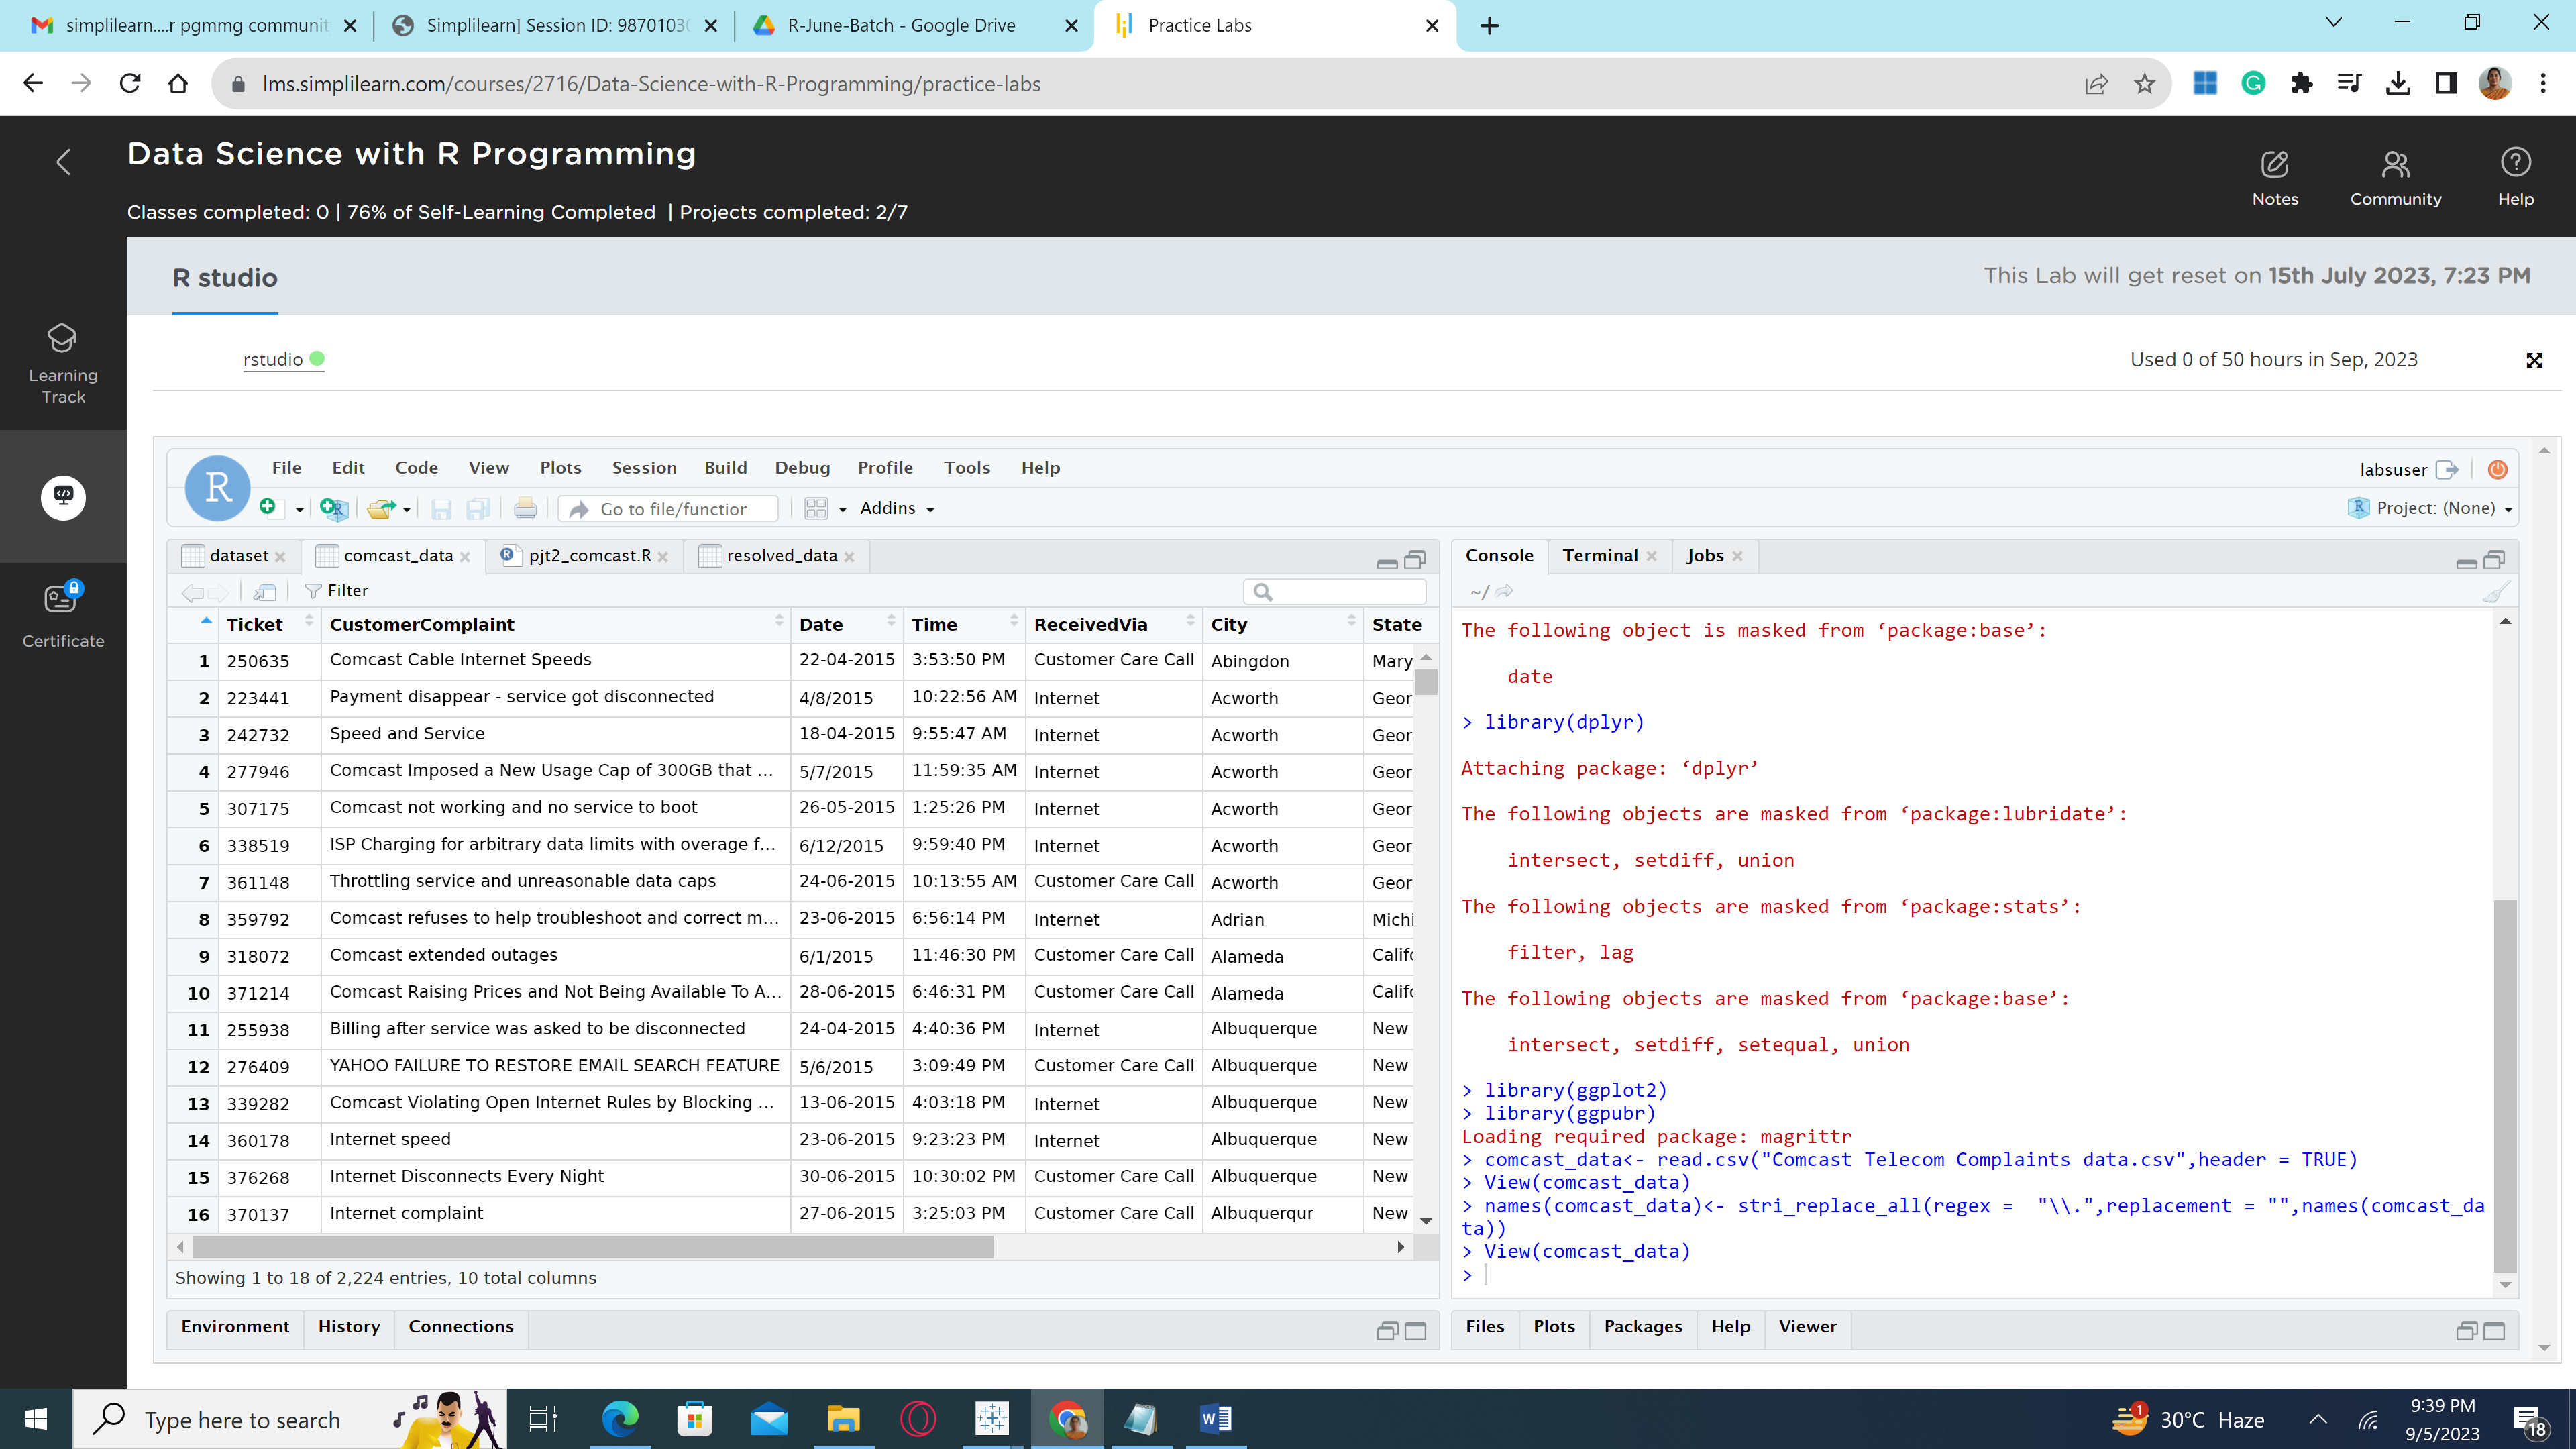 simplilearn....r pgmmg communit
Simplilearn] Session ID: 9870103
R-June-Batch - Google Drive
Practice Labs
lms.simplilearn.com/courses/2716/Data-Science-with-R-Programming/practice-labs
Data Science with R Programming
Classes completed: 0 | 76% of Self-Learning Completed | Projects completed: 2/7
Notes
Community
Help
R studio
This Lab will get reset on 15th July 2023, 7:23 PM
Learning
Track
Certificate
rstudio
Used 0 of 50 hours in Sep, 2023
R
File Edit Code View Plots Session Build Debug Profile Tools Help
labsuser
Go to file/function
Addins
Project: (None)
dataset
comcast_data
pjt2_comcast.R
resolved_data
Filter
Ticket CustomerComplaint Date Time ReceivedVia City State
1 250635 Comcast Cable Internet Speeds 22-04-2015 3:53:50 PM Customer Care Call Abingdon Mary
2 223441 Payment disappear - service got disconnected 4/8/2015 10:22:56 AM Internet Acworth Geor
3 242732 Speed and Service 18-04-2015 9:55:47 AM Internet Acworth Geor
4 277946 Comcast Imposed a New Usage Cap of 300GB that ... 5/7/2015 11:59:35 AM Internet Acworth Geor
5 307175 Comcast not working and no service to boot 26-05-2015 1:25:26 PM Internet Acworth Geor
6 338519 ISP Charging for arbitrary data limits with overage f... 6/12/2015 9:59:40 PM Internet Acworth Geor
7 361148 Throttling service and unreasonable data caps 24-06-2015 10:13:55 AM Customer Care Call Acworth Geor
8 359792 Comcast refuses to help troubleshoot and correct m... 23-06-2015 6:56:14 PM Internet Adrian Michi
9 318072 Comcast extended outages 6/1/2015 11:46:30 PM Customer Care Call Alameda Califo
10 371214 Comcast Raising Prices and Not Being Available To A... 28-06-2015 6:46:31 PM Customer Care Call Alameda Califo
11 255938 Billing after service was asked to be disconnected 24-04-2015 4:40:36 PM Internet Albuquerque New
12 276409 YAHOO FAILURE TO RESTORE EMAIL SEARCH FEATURE 5/6/2015 3:09:49 PM Customer Care Call Albuquerque New
13 339282 Comcast Violating Open Internet Rules by Blocking ... 13-06-2015 4:03:18 PM Internet Albuquerque New
14 360178 Internet speed 23-06-2015 9:23:23 PM Internet Albuquerque New
15 376268 Internet Disconnects Every Night 30-06-2015 10:30:02 PM Customer Care Call Albuquerque New
16 370137 Internet complaint 27-06-2015 3:25:03 PM Customer Care Call Albuquerqur New
Showing 1 to 18 of 2,224 entries, 10 total columns
Environment History Connections
Console Terminal Jobs
~/
The following object is masked from ‘package:base’:
date
> library(dplyr)
Attaching package: ‘dplyr’
The following objects are masked from ‘package:lubridate’:
intersect, setdiff, union
The following objects are masked from ‘package:stats’:
filter, lag
The following objects are masked from ‘package:base’:
intersect, setdiff, setequal, union
> library(ggplot2)
> library(ggpubr)
Loading required package: magrittr
> comcast_data<- read.csv("Comcast Telecom Complaints data.csv",header = TRUE)
> View(comcast_data)
> names(comcast_data)<- stri_replace_all(regex =  "\\.",replacement = "",names(comcast_da
ta))
> View(comcast_data)
>
Files Plots Packages Help Viewer
Type here to search
1
30°C Haze
9:39 PM
9/5/2023
18